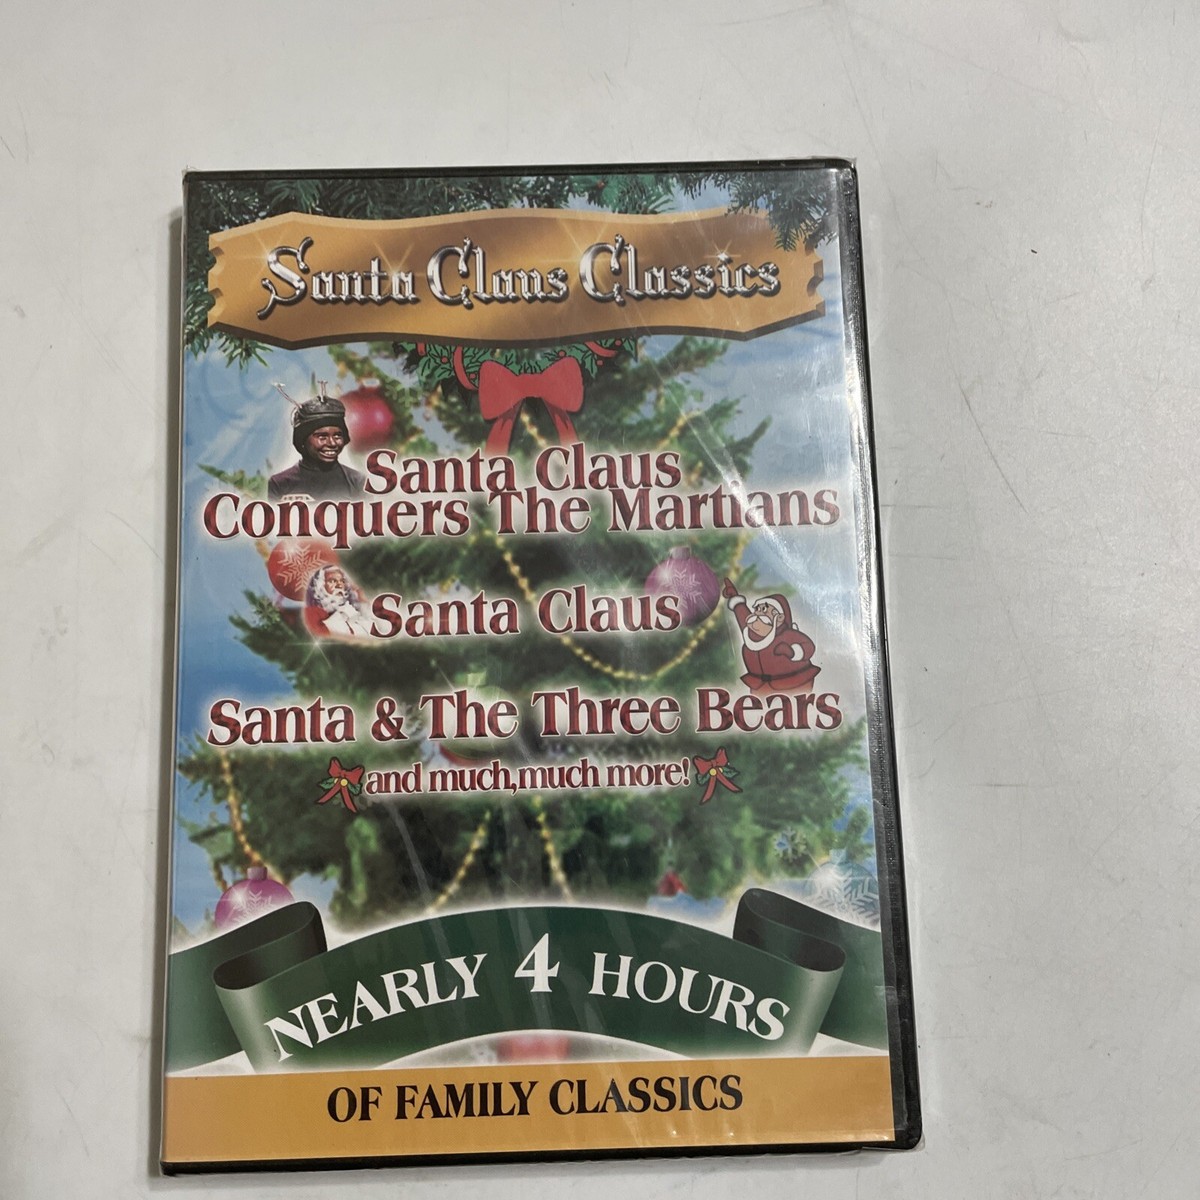 Santa Claus Classics
Santa Claus
Conquers The Martians
Santa Claus
Santa & The Three Bears
and much, much more!
NEARLY 4 HOURS
OF FAMILY CLASSICS